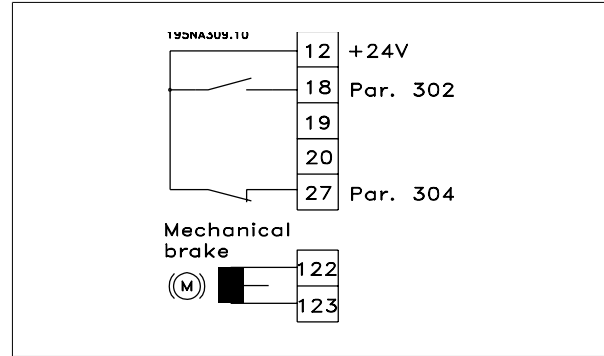 195NA309.10
12 +24V
18 Par. 302
19
20
27 Par. 304
Mechanical
brake
122
M
123